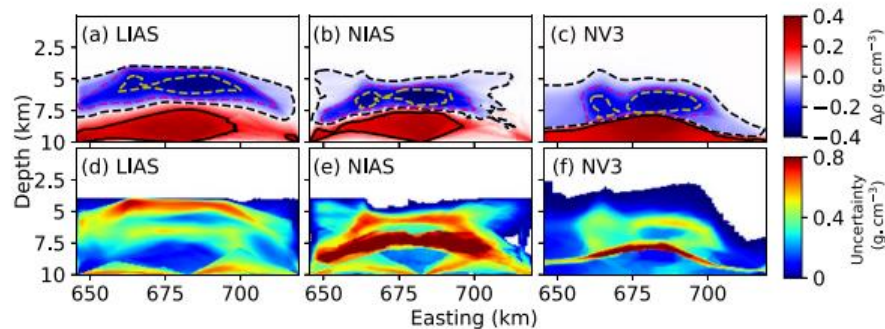 (a) LIAS
(b) NIAS
(c) NV3
0.4
0.2
0.0
−0.2
−0.4
Δρ (g.cm⁻³)
2.5
5
7.5
10
Depth (km)
(d) LIAS
(e) NIAS
(f) NV3
0.8
0.4
0
Uncertainty
(g.cm⁻³)
2.5
5
7.5
10
650 675 700
650 675 700
650 675 700
Easting (km)